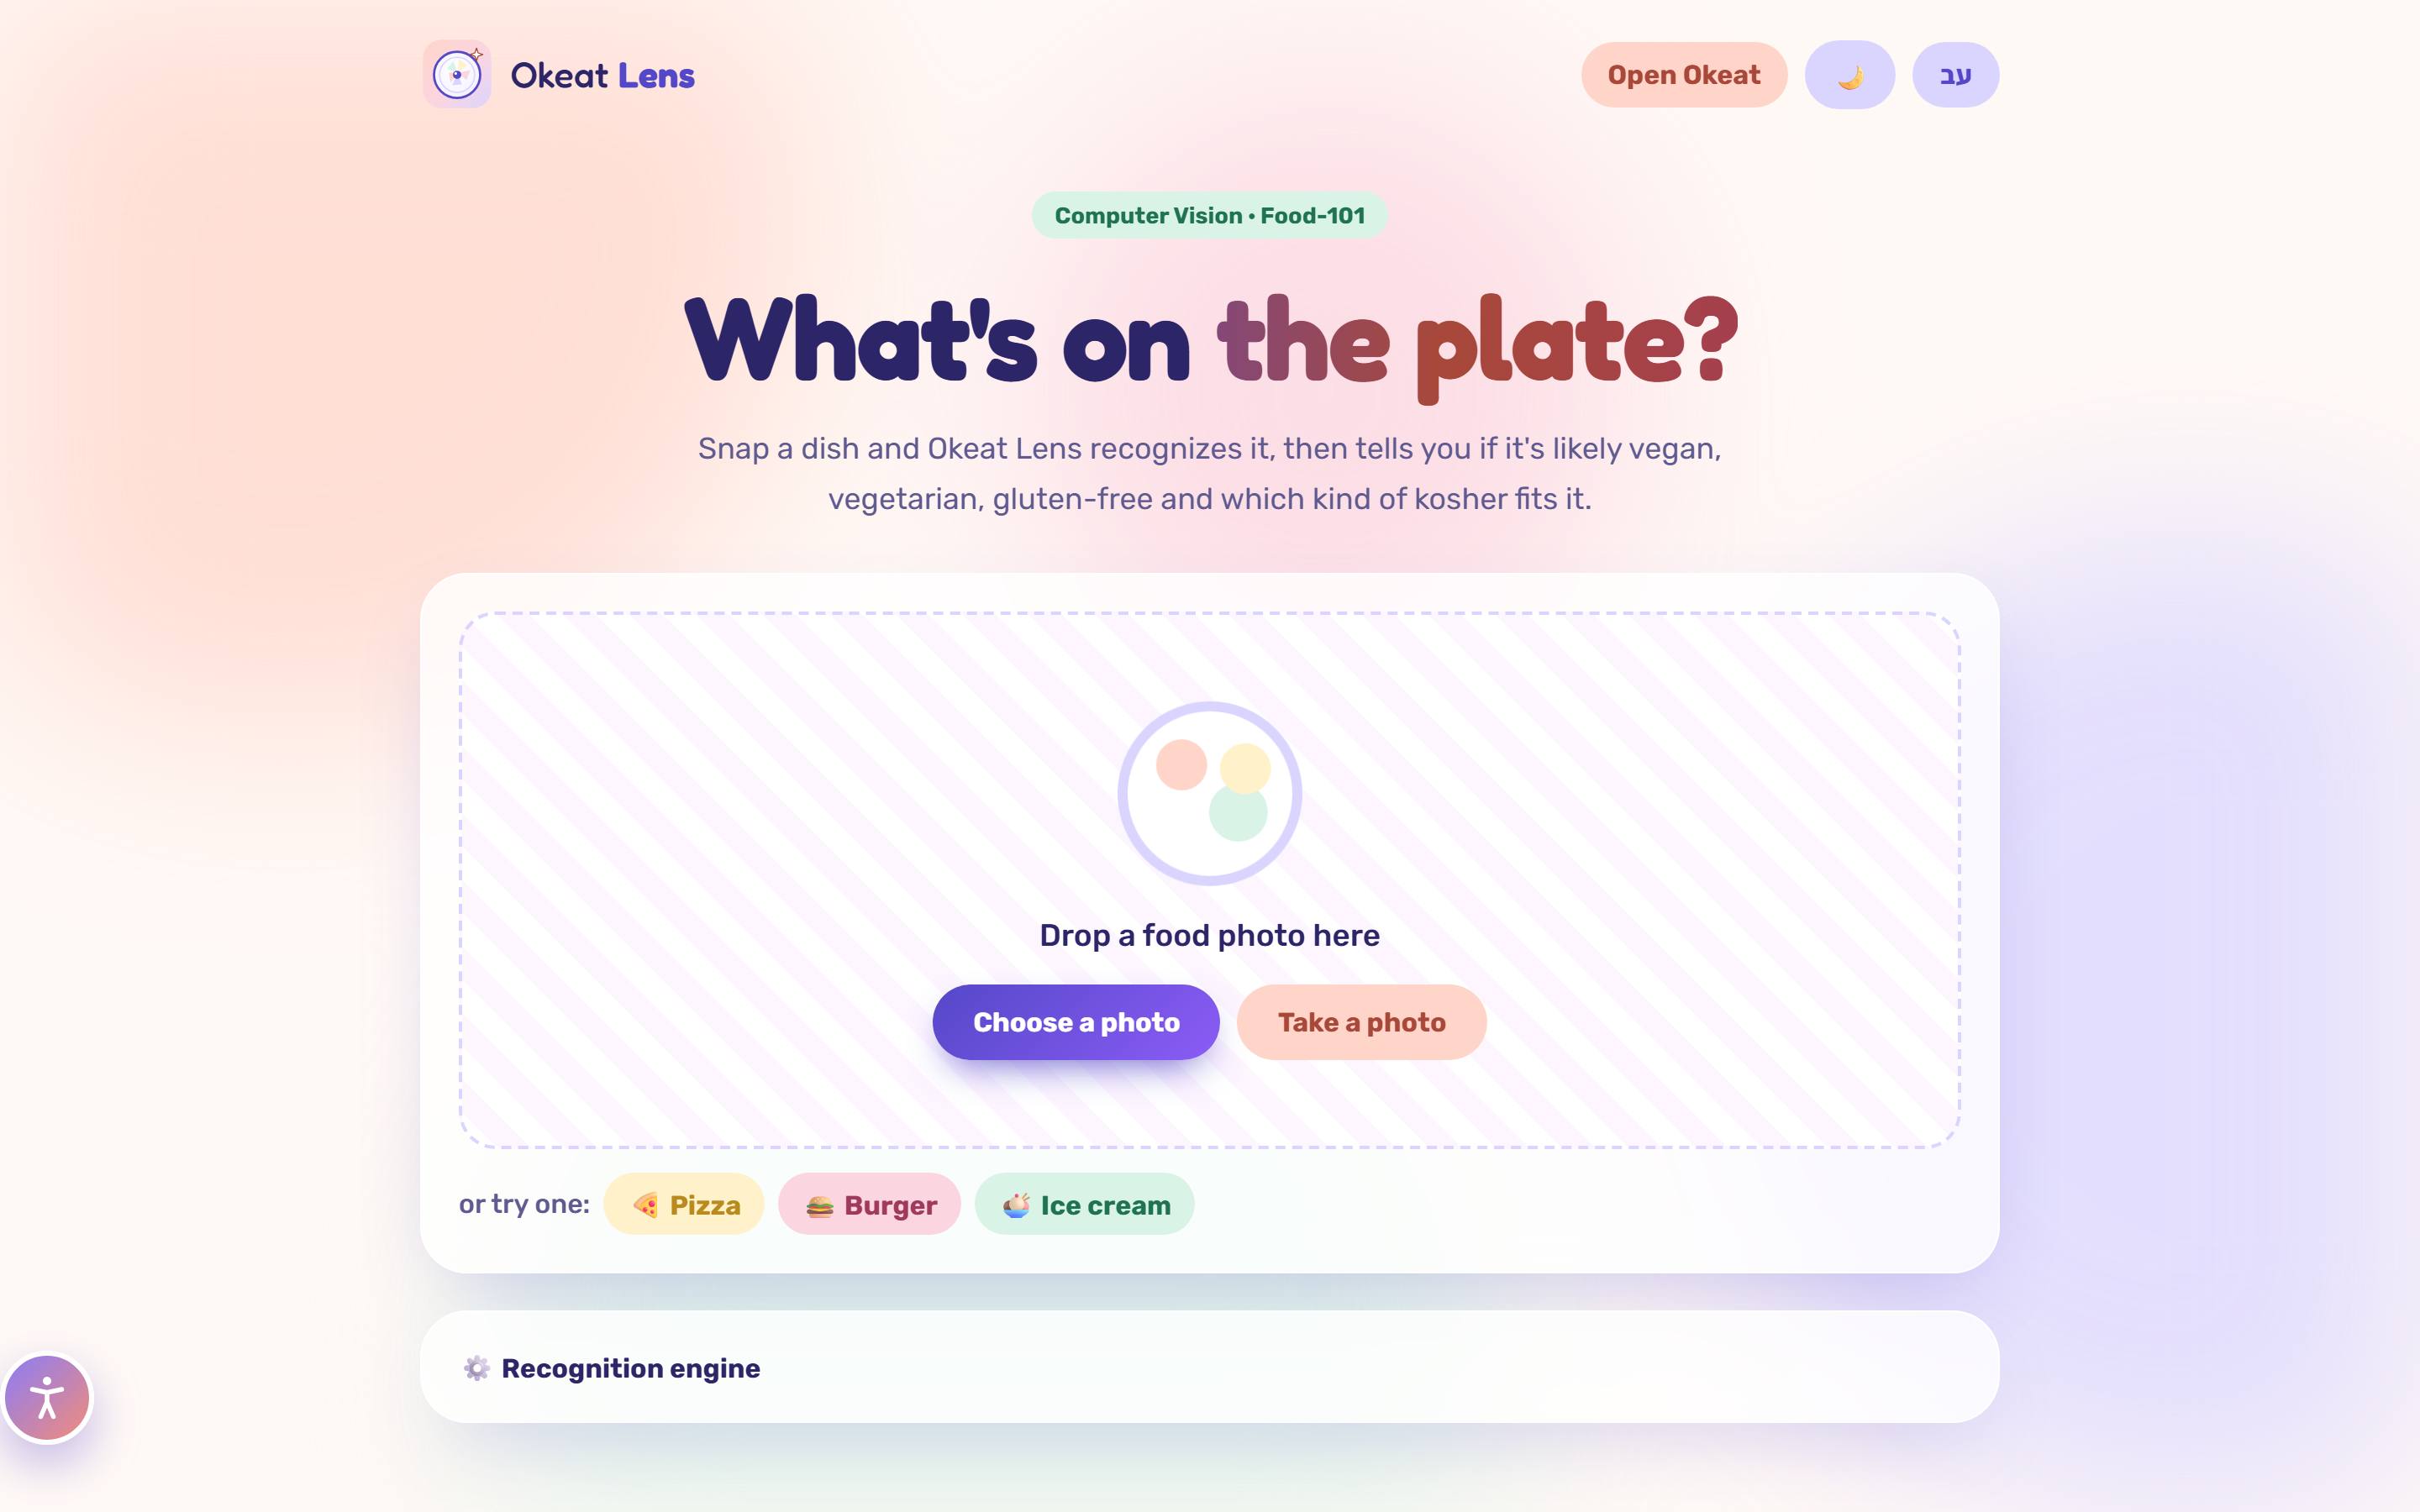 Okeat Lens
Open Okeat
עב
Computer Vision • Food-101
What's on the plate?
Snap a dish and Okeat Lens recognizes it, then tells you if it's likely vegan,
vegetarian, gluten-free and which kind of kosher fits it.
Drop a food photo here
Choose a photo
Take a photo
or try one:
🍕 Pizza
🍔 Burger
🍨 Ice cream
⚙️ Recognition engine